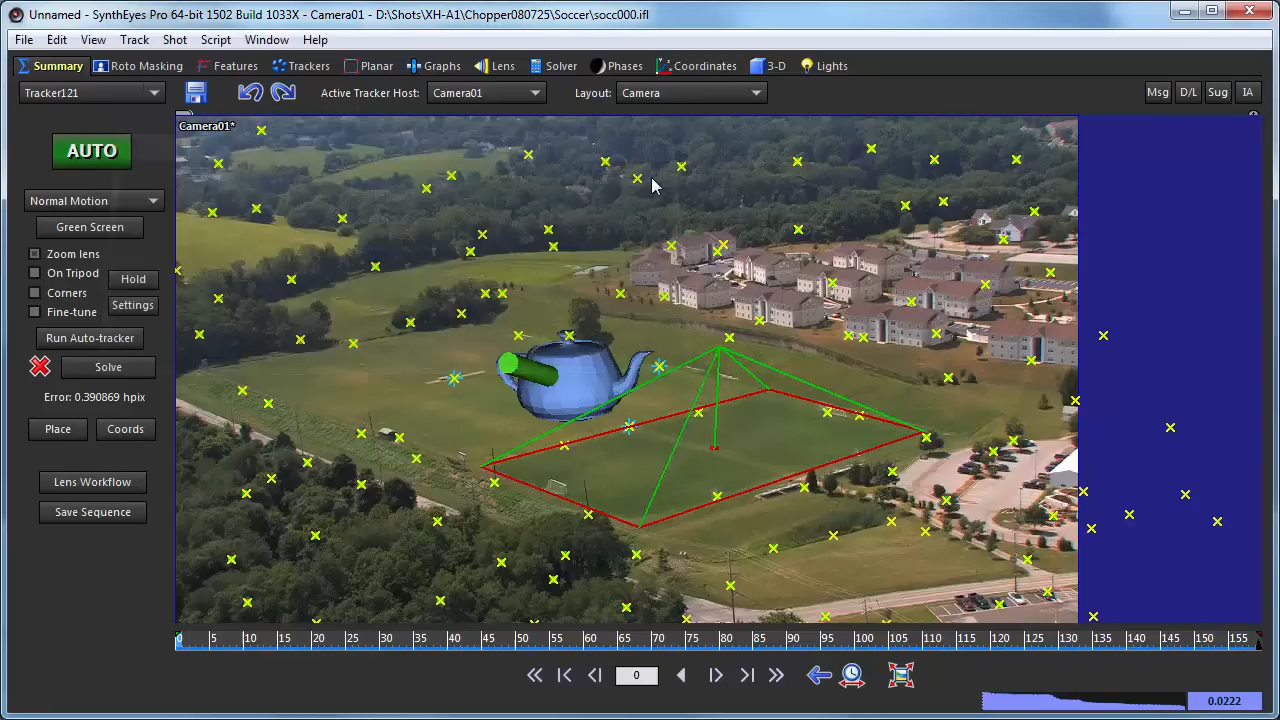 Unnamed - SynthEyes Pro 64-bit 1502 Build 1033X - Camera01 - D:\Shots\XH-A1\Chopper080725\Soccer\socc000.ifl
File Edit View Track Shot Script Window Help
Summary Roto Masking Features Trackers Planar Graphs Lens Solver Phases Coordinates 3-D Lights
Tracker121 Active Tracker Host: Camera01 Layout: Camera Msg D/L Sug IA
Camera01*
AUTO
Normal Motion
Green Screen
Zoom lens
On Tripod Hold
Corners
Fine-tune Settings
Run Auto-tracker
Solve
Error: 0.390869 hpix
Place Coords
Lens Workflow
Save Sequence
0 5 10 15 20 25 30 35 40 45 50 55 60 65 70 75 80 85 90 95 100 105 110 115 120 125 130 135 140 145 150 155
0
0.0222